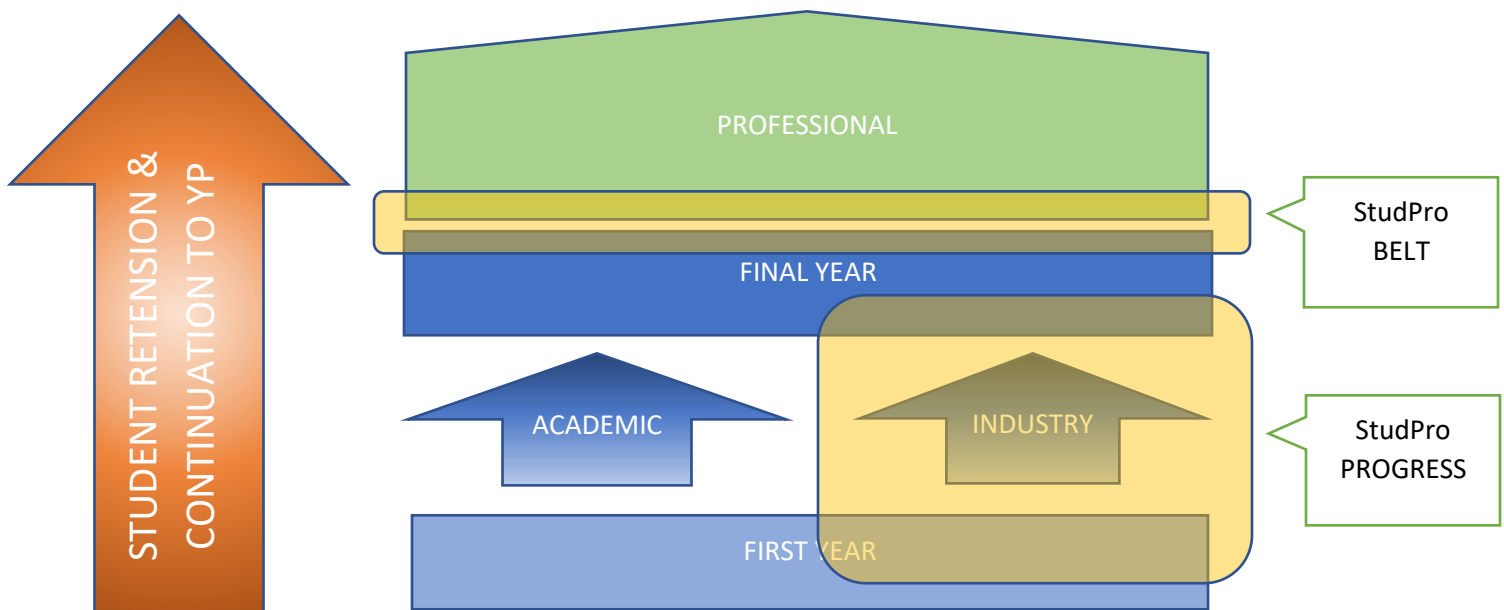 STUDENT RETENSION &
CONTINUATION TO YP
PROFESSIONAL
FINAL YEAR
ACADEMIC
INDUSTRY
FIRST YEAR
StudPro
BELT
StudPro
PROGRESS